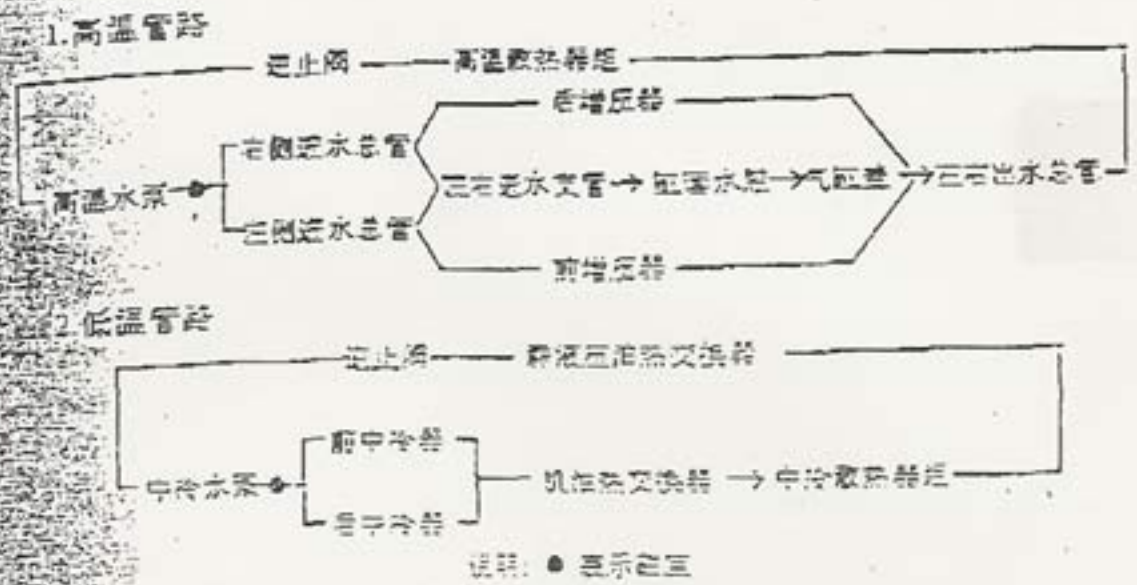 1.高温管路
逆止阀 高温散热器组
后增压器
右侧进水总管
高温水泵 左右进水支管 → 缸套水腔 → 气缸盖 → 左右出水总管
左侧进水总管
前增压器
2.低温管路
逆止阀 静液压油热交换器
前中冷器
中冷水泵 机油热交换器 → 中冷散热器组
后中冷器
说明: ● 表示